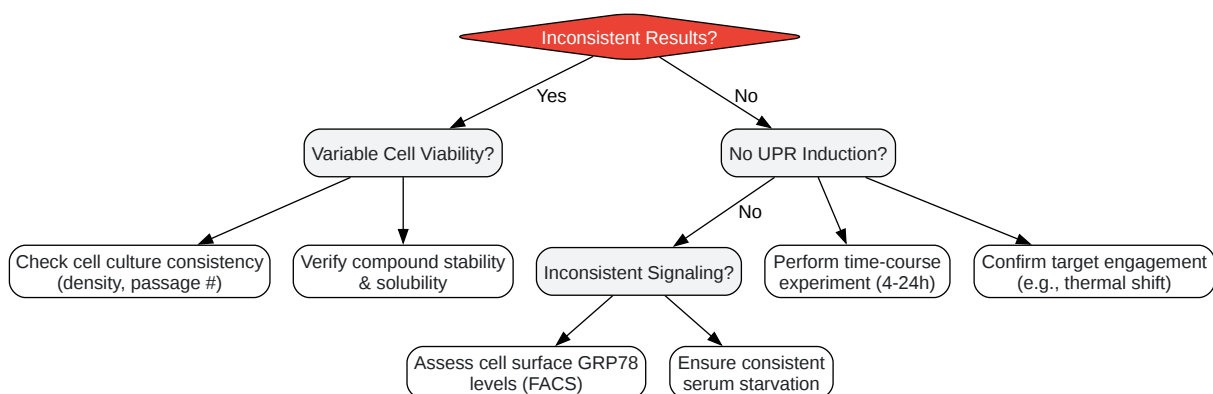 Inconsistent Results?
Yes
No
Variable Cell Viability?
No UPR Induction?
No
Check cell culture consistency
(density, passage #)
Verify compound stability
& solubility
Inconsistent Signaling?
Perform time-course
experiment (4-24h)
Confirm target engagement
(e.g., thermal shift)
Assess cell surface GRP78
levels (FACS)
Ensure consistent
serum starvation